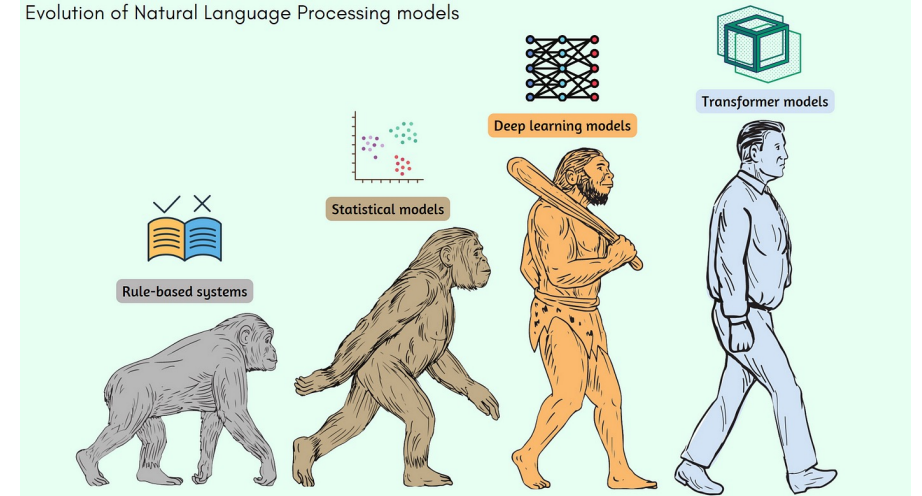 Evolution of Natural Language Processing models
Transformer models
Deep learning models
Statistical models
Rule-based systems